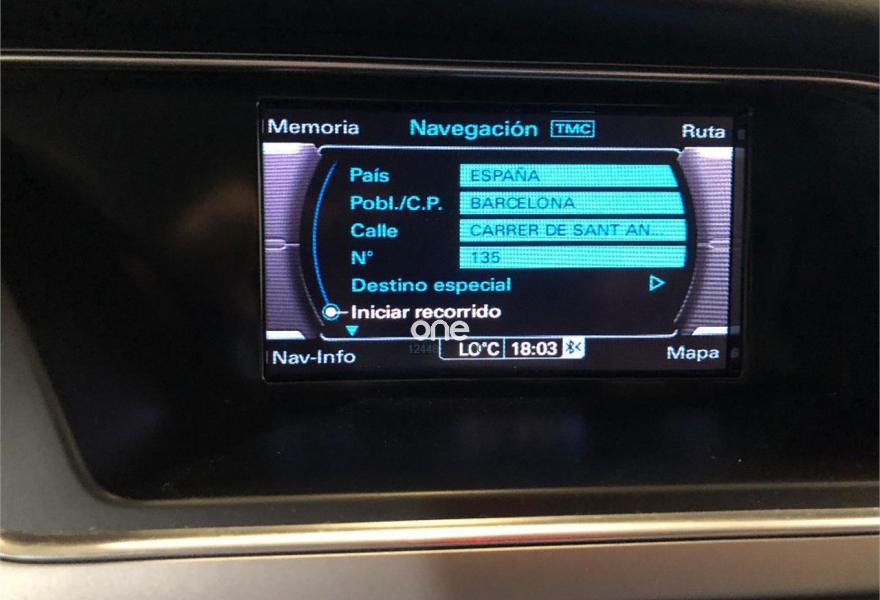 Memoria Navegación TMC Ruta
País ESPAÑA
Pobl./C.P. BARCELONA
Calle CARRER DE SANT AN...
N° 135
Destino especial
Iniciar recorrido
one
LO°C 18:03
Nav-Info Mapa